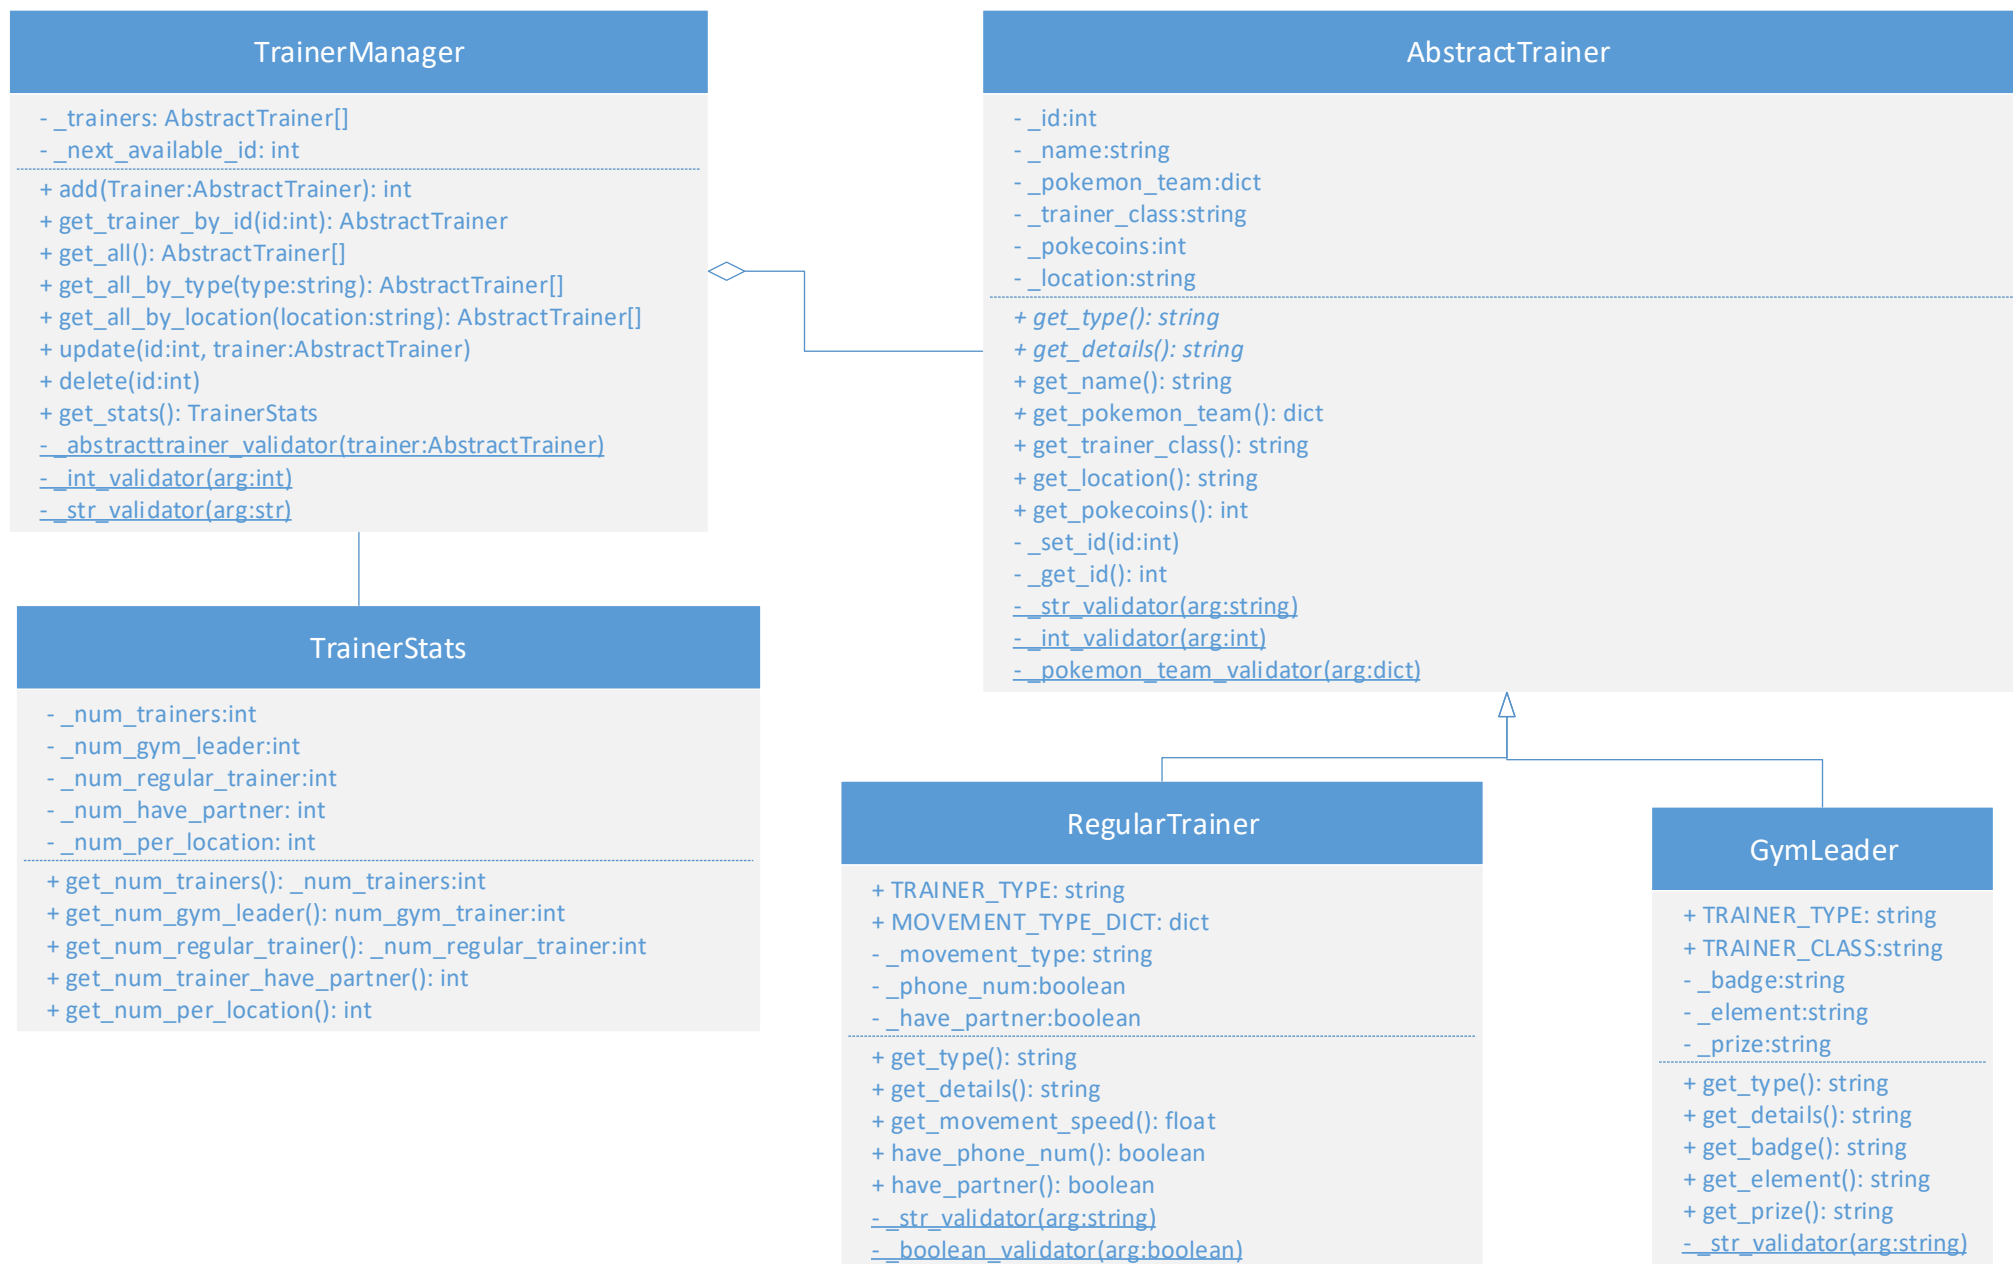 TrainerManager
- _trainers: AbstractTrainer[]
- _next_available_id: int
+ add(Trainer:AbstractTrainer): int
+ get_trainer_by_id(id:int): AbstractTrainer
+ get_all(): AbstractTrainer[]
+ get_all_by_type(type:string): AbstractTrainer[]
+ get_all_by_location(location:string): AbstractTrainer[]
+ update(id:int, trainer:AbstractTrainer)
+ delete(id:int)
+ get_stats(): TrainerStats
- _abstracttrainer_validator(trainer:AbstractTrainer)
- _int_validator(arg:int)
- _str_validator(arg:str)
AbstractTrainer
- _id:int
- _name:string
- _pokemon_team:dict
- _trainer_class:string
- _pokecoins:int
- _location:string
+ get_type(): string
+ get_details(): string
+ get_name(): string
+ get_pokemon_team(): dict
+ get_trainer_class(): string
+ get_location(): string
+ get_pokecoins(): int
- _set_id(id:int)
- _get_id(): int
- _str_validator(arg:string)
- _int_validator(arg:int)
- _pokemon_team_validator(arg:dict)
TrainerStats
- _num_trainers:int
- _num_gym_leader:int
- _num_regular_trainer:int
- _num_have_partner: int
- _num_per_location: int
+ get_num_trainers(): _num_trainers:int
+ get_num_gym_leader(): num_gym_trainer:int
+ get_num_regular_trainer(): _num_regular_trainer:int
+ get_num_trainer_have_partner(): int
+ get_num_per_location(): int
RegularTrainer
+ TRAINER_TYPE: string
+ MOVEMENT_TYPE_DICT: dict
- _movement_type: string
- _phone_num:boolean
- _have_partner:boolean
+ get_type(): string
+ get_details(): string
+ get_movement_speed(): float
+ have_phone_num(): boolean
+ have_partner(): boolean
- _str_validator(arg:string)
- _boolean_validator(arg:boolean)
GymLeader
+ TRAINER_TYPE: string
+ TRAINER_CLASS:string
- _badge:string
- _element:string
- _prize:string
+ get_type(): string
+ get_details(): string
+ get_badge(): string
+ get_element(): string
+ get_prize(): string
- _str_validator(arg:string)